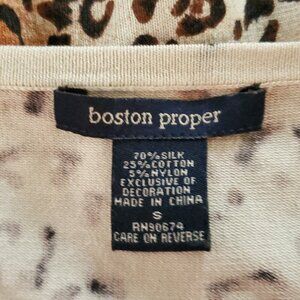 boston proper
70%SILK
25%COTTON
5%NYLON
EXCLUSIVE OF
DECORATION
MADE IN CHINA
S
RN90674
CARE ON REVERSE